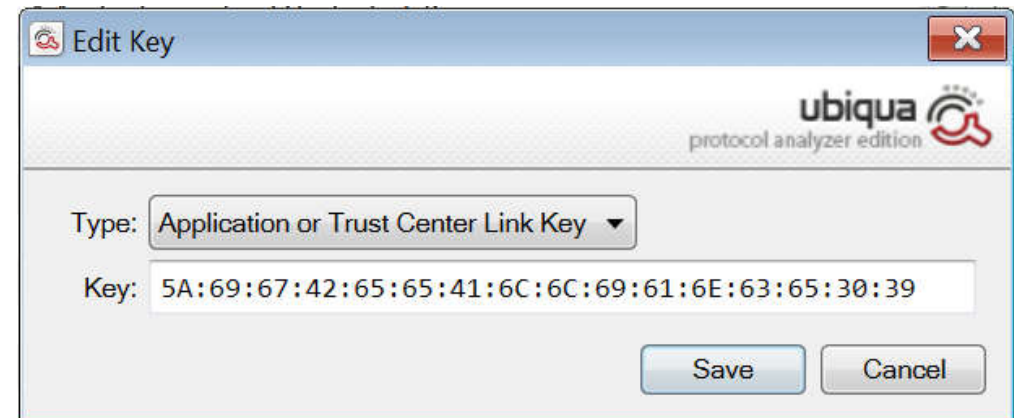 Edit Key
ubiqua
protocol analyzer edition
Type: Application or Trust Center Link Key
Key: 5A:69:67:42:65:65:41:6C:6C:69:61:6E:63:65:30:39
Save Cancel